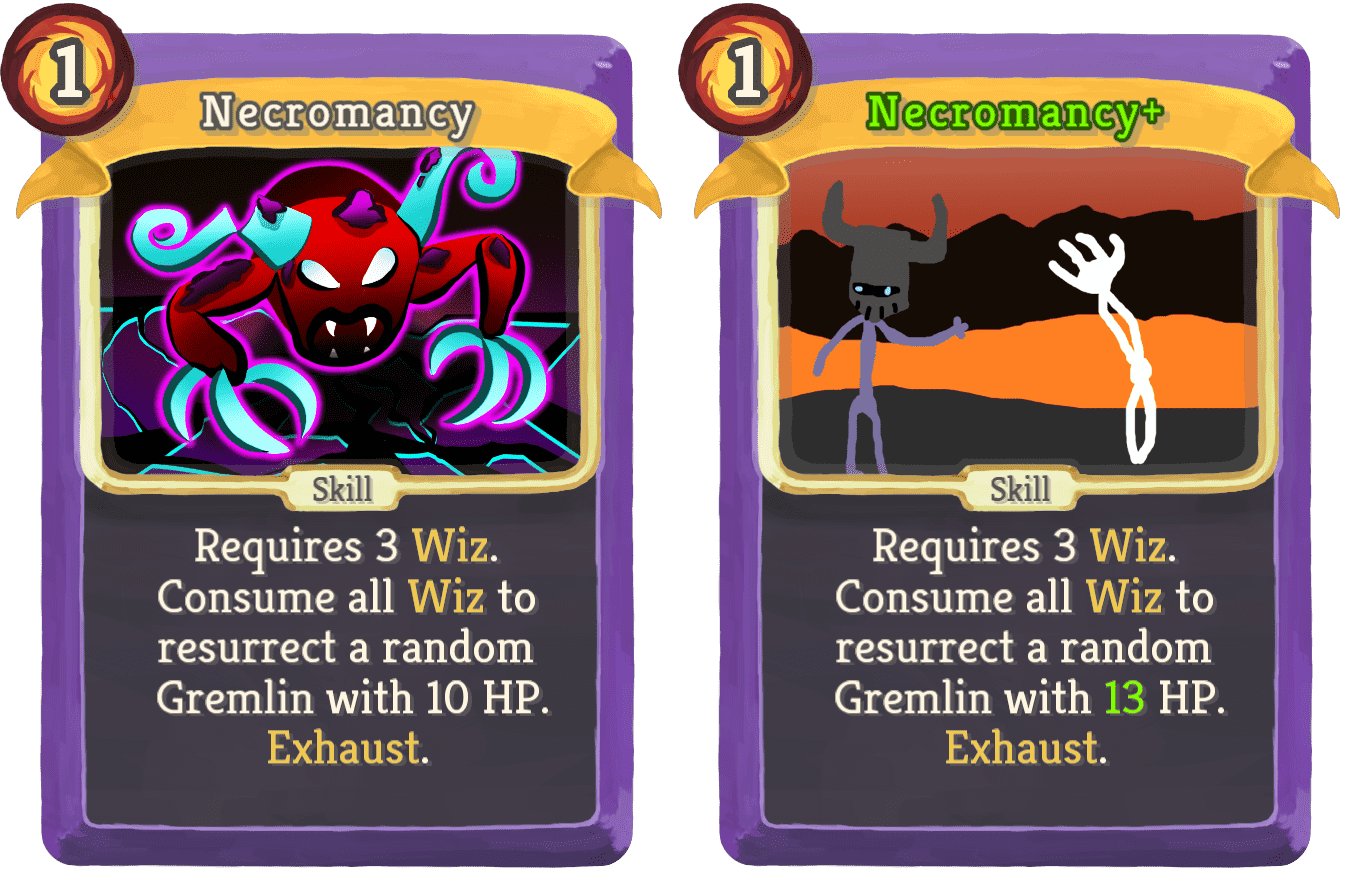 1
Necromancy
Skill
Requires 3 Wiz.
Consume all Wiz to
resurrect a random
Gremlin with 10 HP.
Exhaust.
1
Necromancy+
Skill
Requires 3 Wiz.
Consume all Wiz to
resurrect a random
Gremlin with 13 HP.
Exhaust.